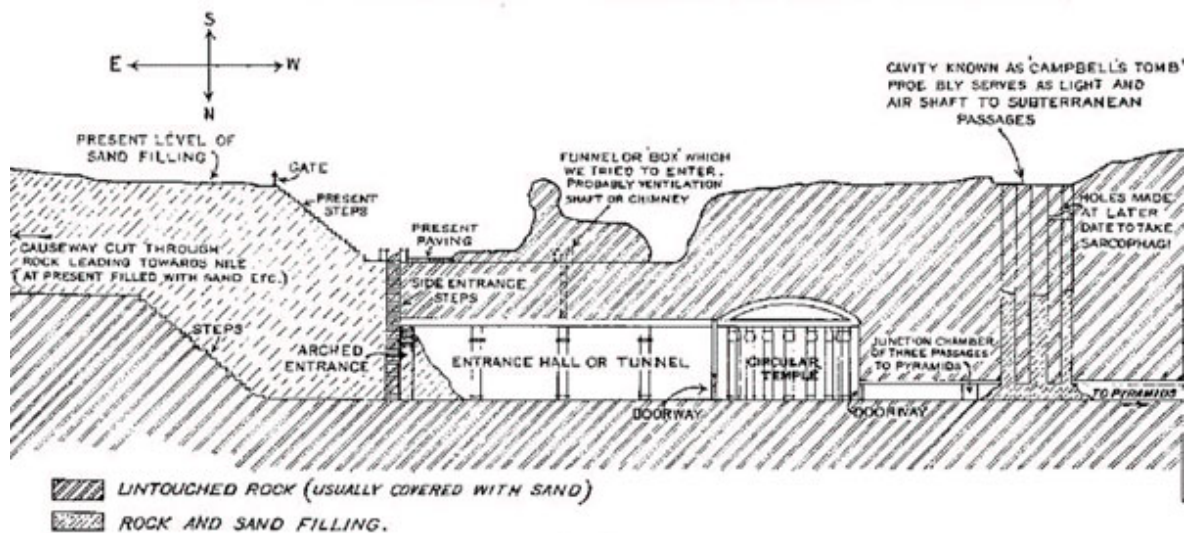 S
E W
N
PRESENT LEVEL OF
SAND FILLING
GATE
PRESENT
STEPS
CAUSEWAY CUT THROUGH
ROCK LEADING TOWARDS NILE
(AT PRESENT FILLED WITH SAND ETC.)
STEPS
FUNNEL OR 'BOX' WHICH
WE TRIED TO ENTER.
PROBABLY VENTILATION
SHAFT OR CHIMNEY
PRESENT
PAVING
SIDE ENTRANCE
STEPS
ARCHED
ENTRANCE
ENTRANCE HALL OR TUNNEL
DOORWAY
CIRCULAR
TEMPLE
DOORWAY
CAVITY KNOWN AS 'CAMPBELL'S TOMB'
PROE BLY SERVES AS LIGHT AND
AIR SHAFT TO SUBTERRANEAN
PASSAGES
HOLES MADE
AT LATER
DATE TO TAKE
SARCOPHAGI
JUNCTION CHAMBER
OF THREE PASSAGES
TO PYRAMIDS
TO PYRAMIDS
UNTOUCHED ROCK (USUALLY COVERED WITH SAND)
ROCK AND SAND FILLING.